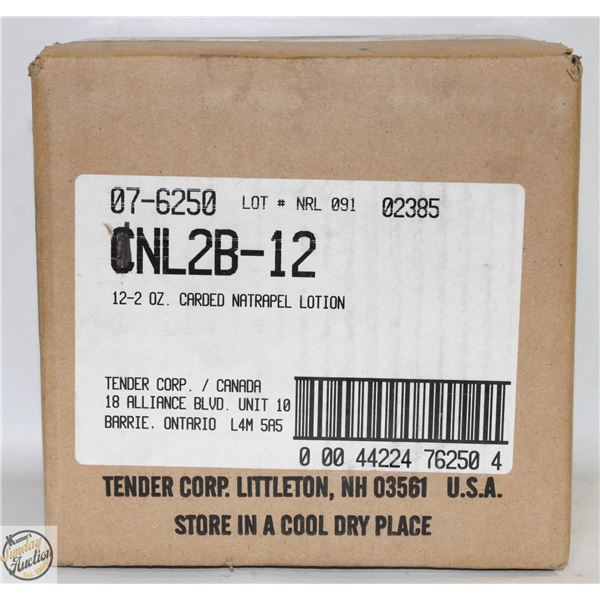 07-6250 LOT # NRL 091 02385
CNL2B-12
12-2 OZ. CARDED NATRAPEL LOTION
TENDER CORP. / CANADA
18 ALLIANCE BLVD. UNIT 10
BARRIE. ONTARIO L4M 5A5
0 00 44224 76250 4
TENDER CORP. LITTLETON, NH 03561 U.S.A.
STORE IN A COOL DRY PLACE
Sunday
Auction